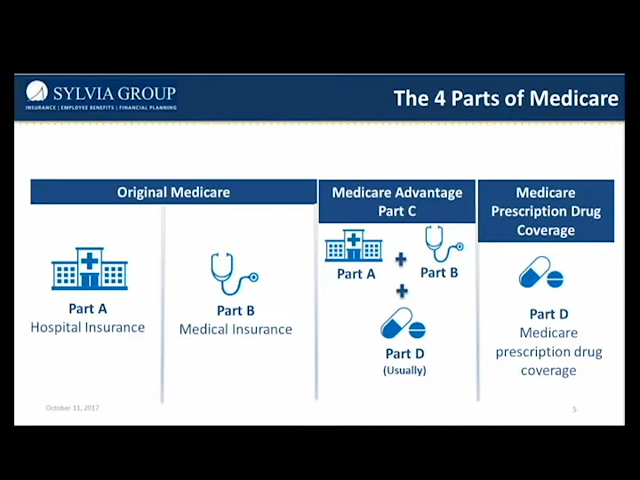 SYLVIA GROUP
INSURANCE | EMPLOYEE BENEFITS | FINANCIAL PLANNING
The 4 Parts of Medicare
Original Medicare
Part A
Hospital Insurance
Part B
Medical Insurance
Medicare Advantage
Part C
Part A
+
Part B
+
Part D
(Usually)
Medicare
Prescription Drug
Coverage
Part D
Medicare
prescription drug
coverage
October 11, 2017
5